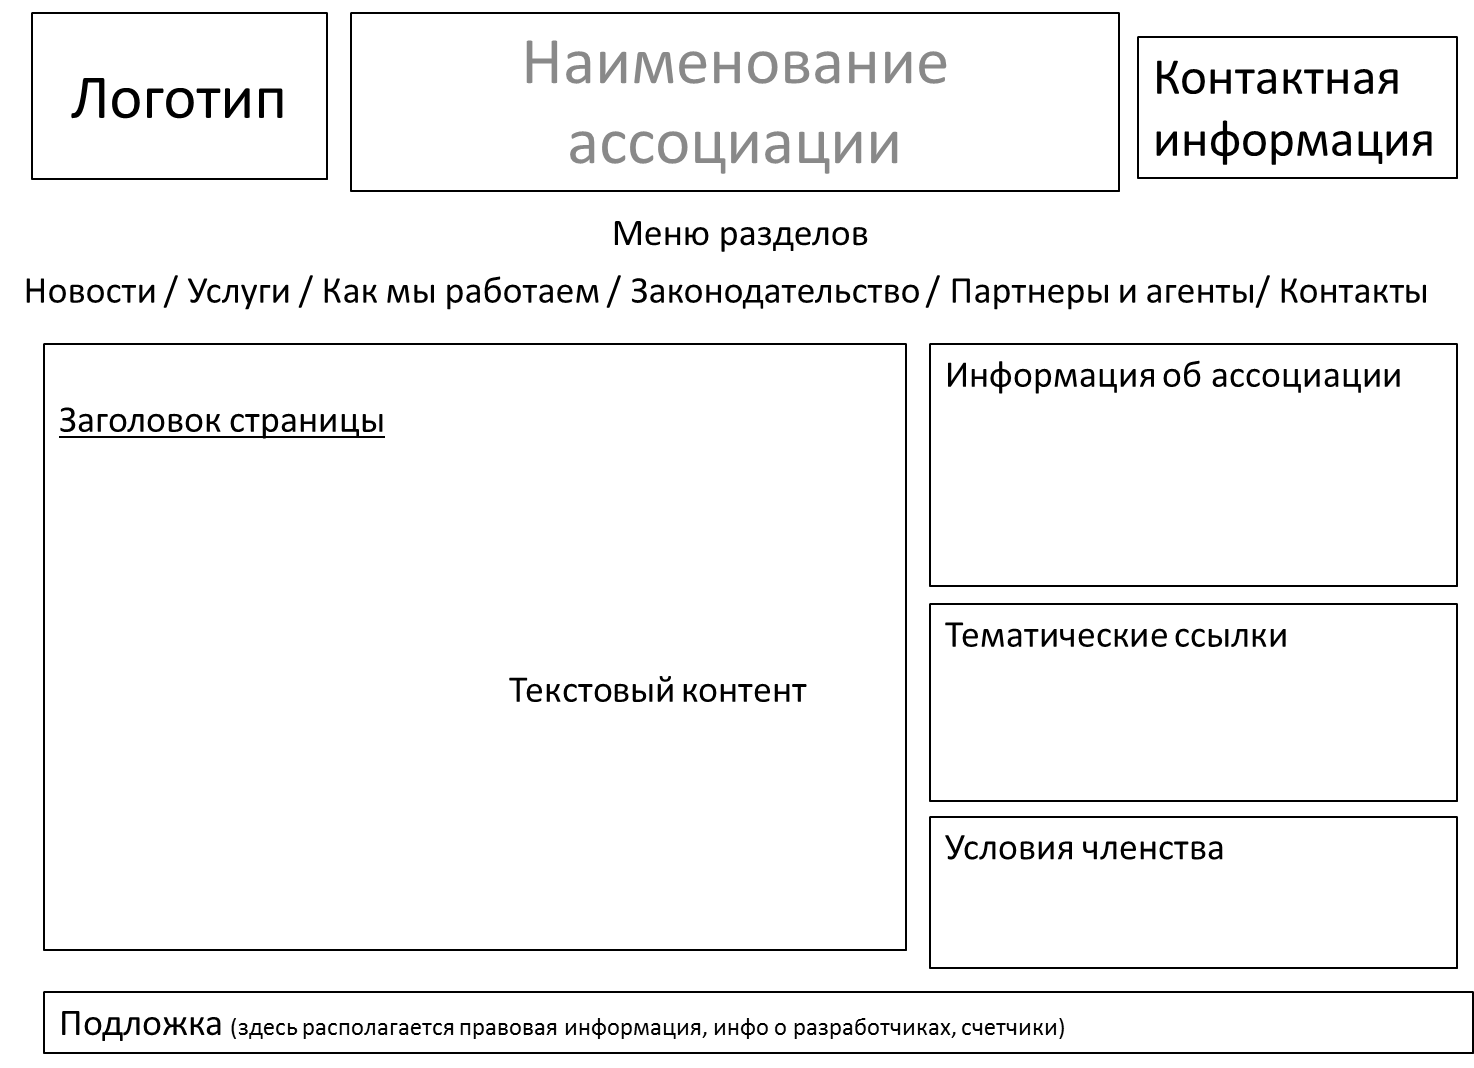 Логотип
Наименование
ассоциации
Контактная
информация
Меню разделов
Новости / Услуги / Как мы работаем / Законодательство / Партнеры и агенты/ Контакты
Заголовок страницы
Текстовый контент
Информация об ассоциации
Тематические ссылки
Условия членства
Подложка (здесь располагается правовая информация, инфо о разработчиках, счетчики)